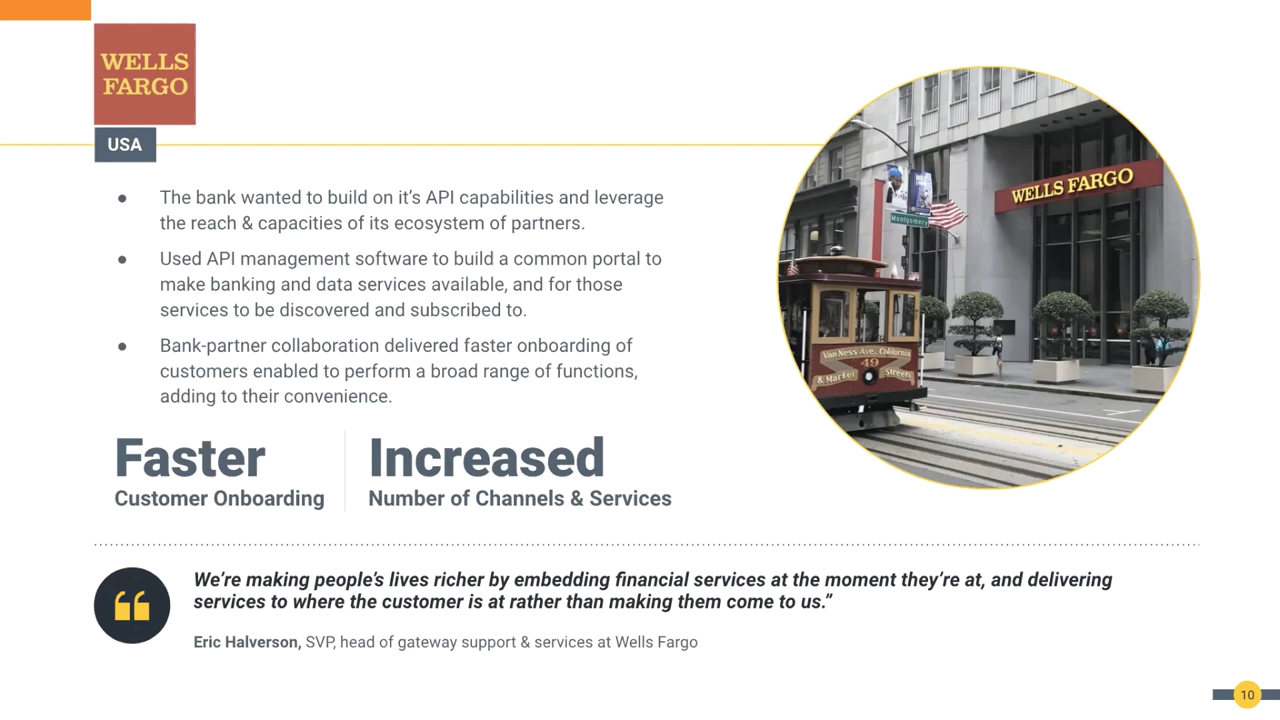 WELLS
FARGO
USA
● The bank wanted to build on it's API capabilities and leverage
the reach & capacities of its ecosystem of partners.
● Used API management software to build a common portal to
make banking and data services available, and for those
services to be discovered and subscribed to.
● Bank-partner collaboration delivered faster onboarding of
customers enabled to perform a broad range of functions,
adding to their convenience.
Faster
Customer Onboarding
Increased
Number of Channels & Services
WELLS FARGO
Montgomery
Van Ness Ave., California
49
& Market Streets
We're making people's lives richer by embedding financial services at the moment they're at, and delivering
services to where the customer is at rather than making them come to us.”
Eric Halverson, SVP, head of gateway support & services at Wells Fargo
10